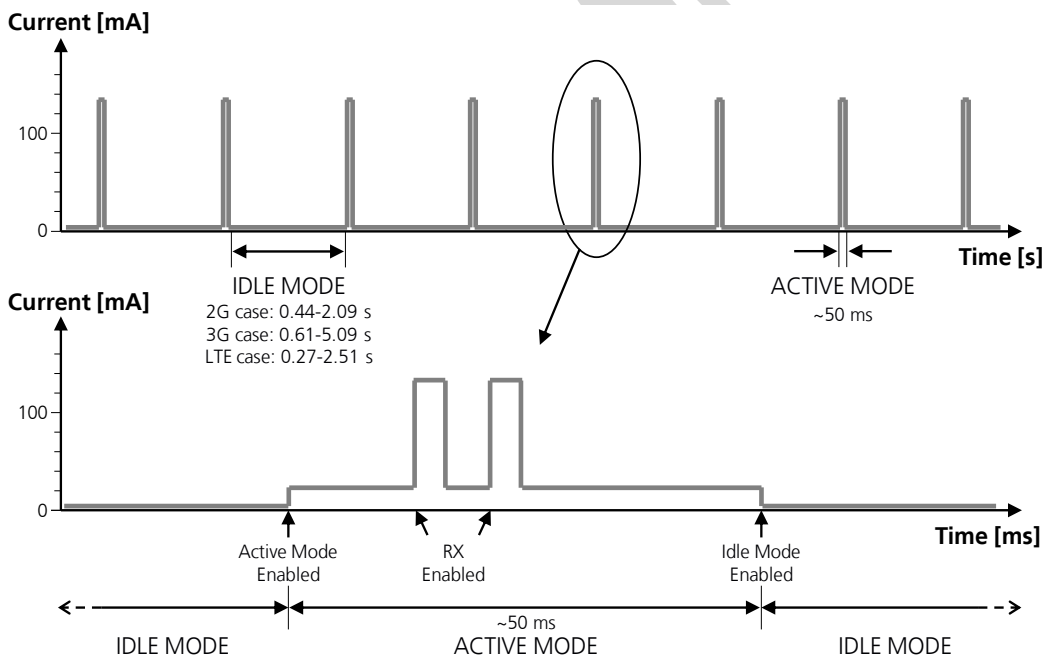 Current [mA]
100
0
Time [s]
IDLE MODE
2G case: 0.44-2.09 s
3G case: 0.61-5.09 s
LTE case: 0.27-2.51 s
ACTIVE MODE
~50 ms
Current [mA]
100
0
Time [ms]
Active Mode
Enabled
RX
Enabled
Idle Mode
Enabled
~50 ms
IDLE MODE
ACTIVE MODE
IDLE MODE